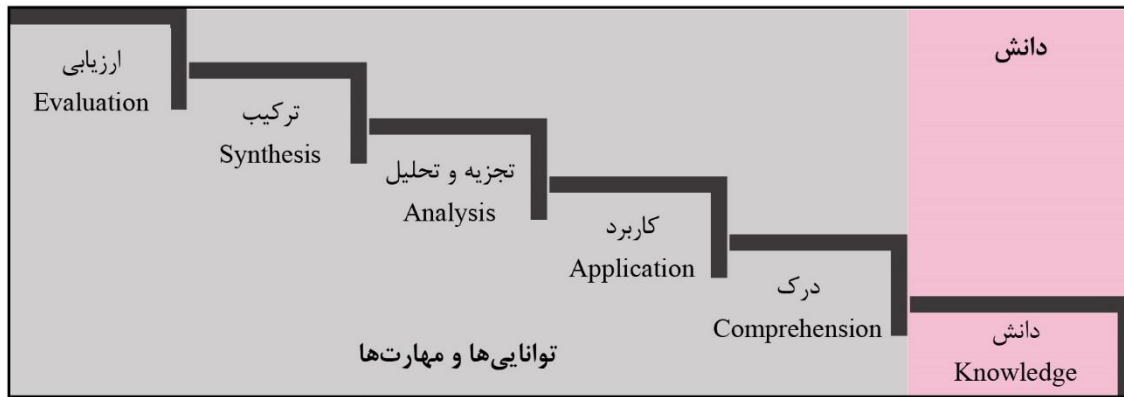 دانش
ارزیابی
Evaluation
ترکیب
Synthesis
تجزیه و تحلیل
Analysis
کاربرد
Application
درک
Comprehension
دانش
Knowledge
توانایی‌ها و مهارت‌ها